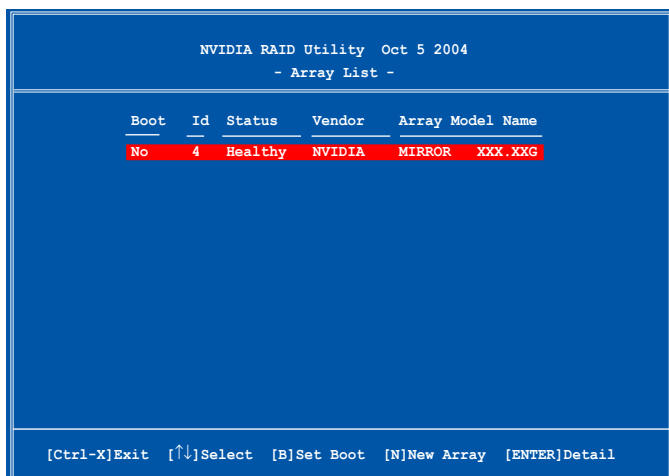 NVIDIA RAID Utility Oct 5 2004
- Array List -
Boot Id Status Vendor Array Model Name
No 4 Healthy NVIDIA MIRROR XXX.XXG
[Ctrl-X]Exit [↑↓]Select [B]Set Boot [N]New Array [ENTER]Detail